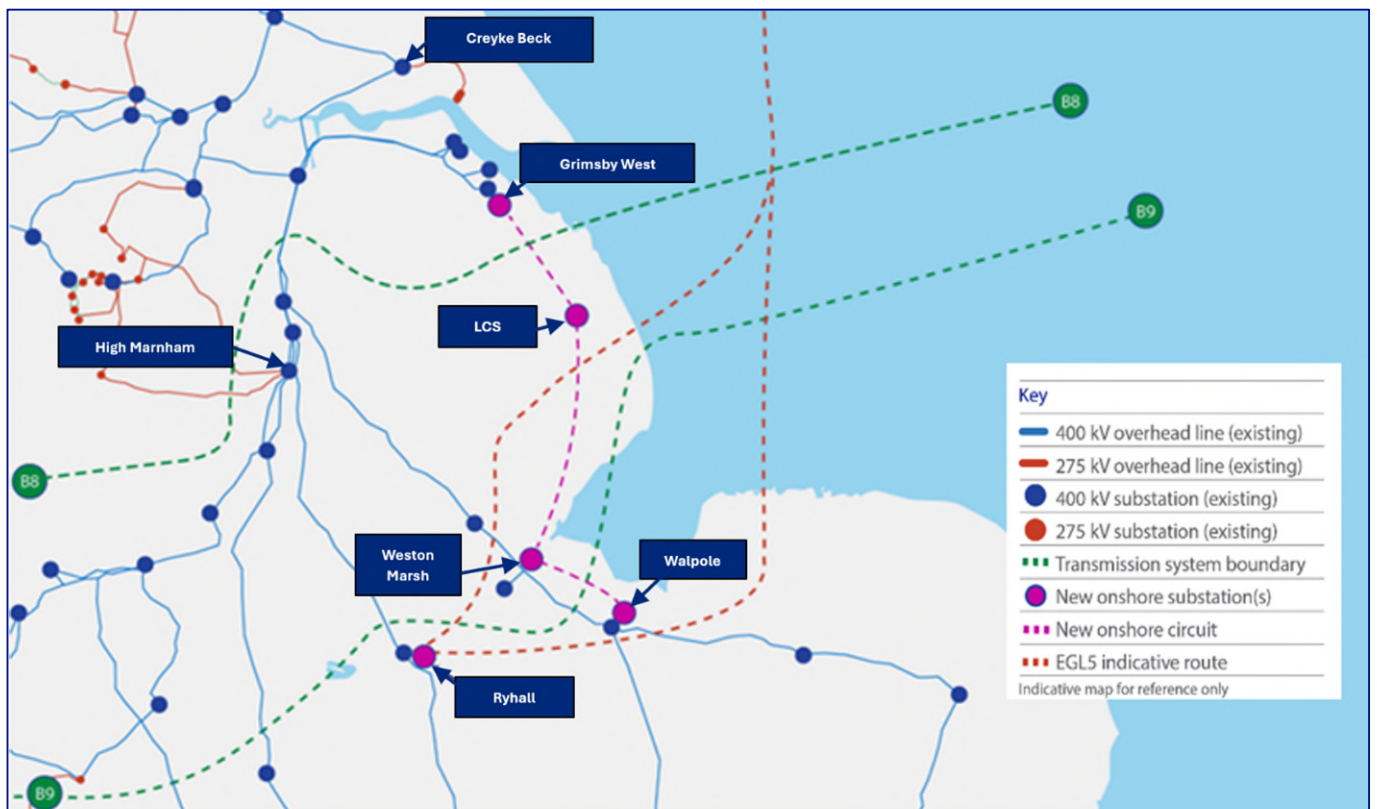 Creyke Beck
B8
Grimsby West
B9
LCS
High Marnham
B8
Weston
Marsh
Walpole
Ryhall
B9
Key
400 kV overhead line (existing)
275 kV overhead line (existing)
400 kV substation (existing)
275 kV substation (existing)
Transmission system boundary
New onshore substation(s)
New onshore circuit
EGL5 indicative route
Indicative map for reference only